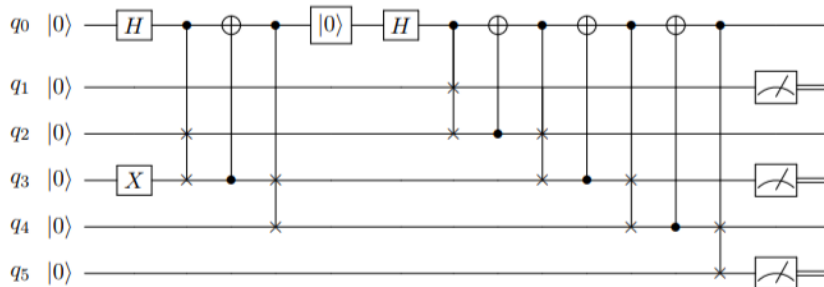 q₀ |0⟩ H |0⟩ H
q₁ |0⟩
q₂ |0⟩
q₃ |0⟩ X
q₄ |0⟩
q₅ |0⟩